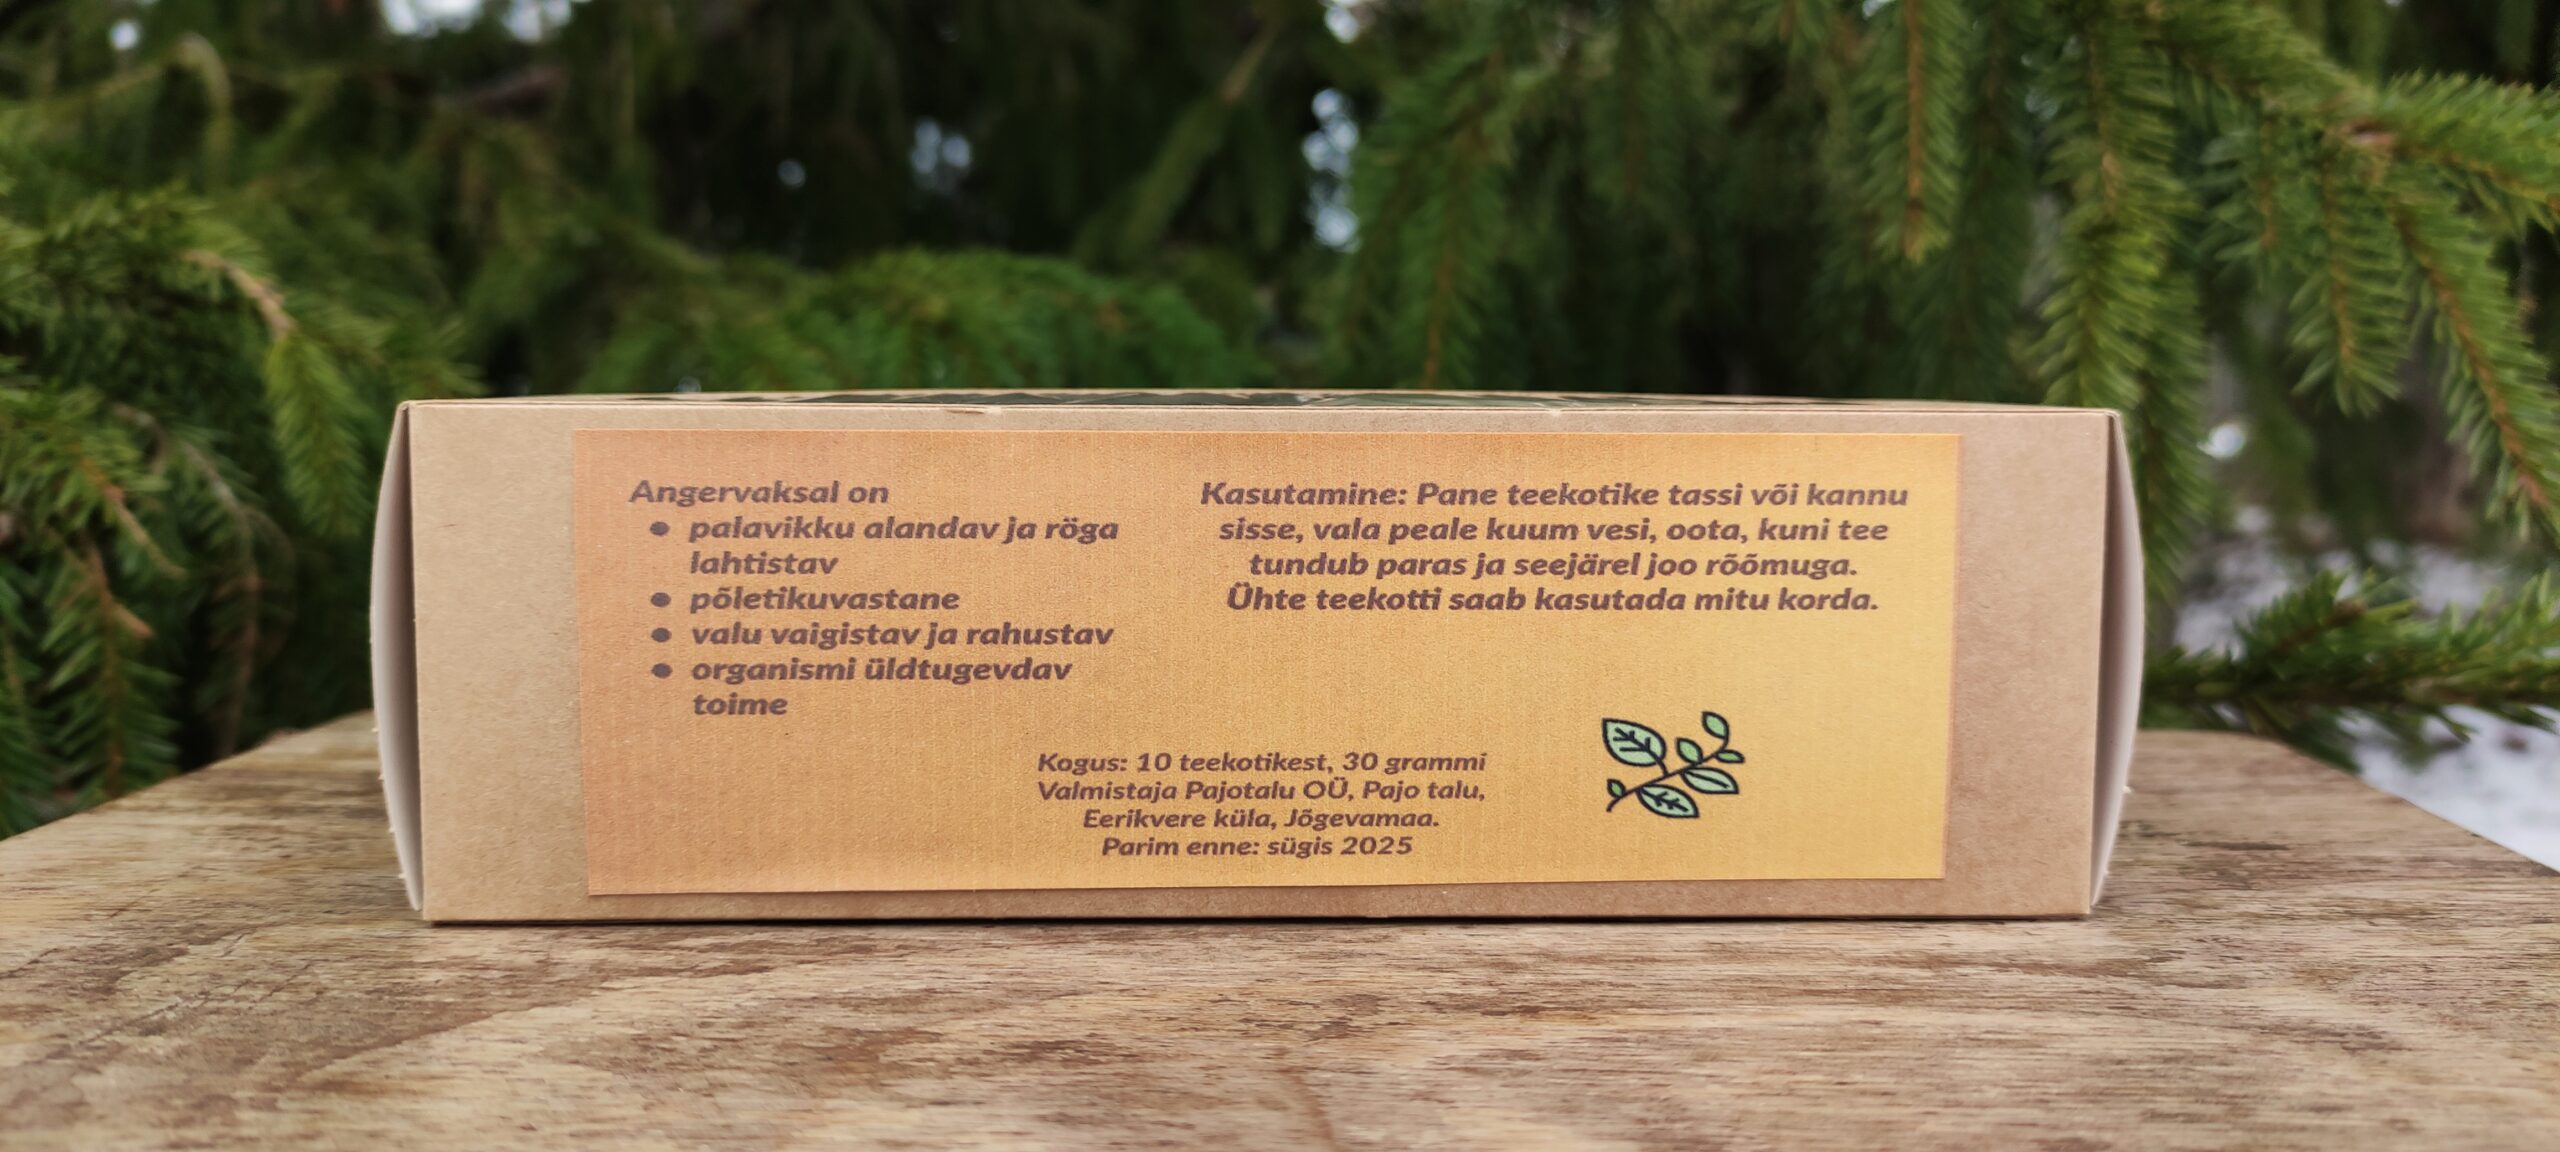 Angervaksal on
• palavikku alandav ja röga
lahtistav
• põletikuvastane
• valu vaigistav ja rahustav
• organismi üldtugevdav
toime
Kasutamine: Pane teekotike tassi või kannu
sisse, vala peale kuum vesi, oota, kuni tee
tundub paras ja seejärel joo rõõmuga.
Ühte teekotti saab kasutada mitu korda.
Kogus: 10 teekotikest, 30 grammi
Valmistaja Pajotalu OÜ, Pajo talu,
Eerikvere küla, Jõgevamaa.
Parim enne: sügis 2025